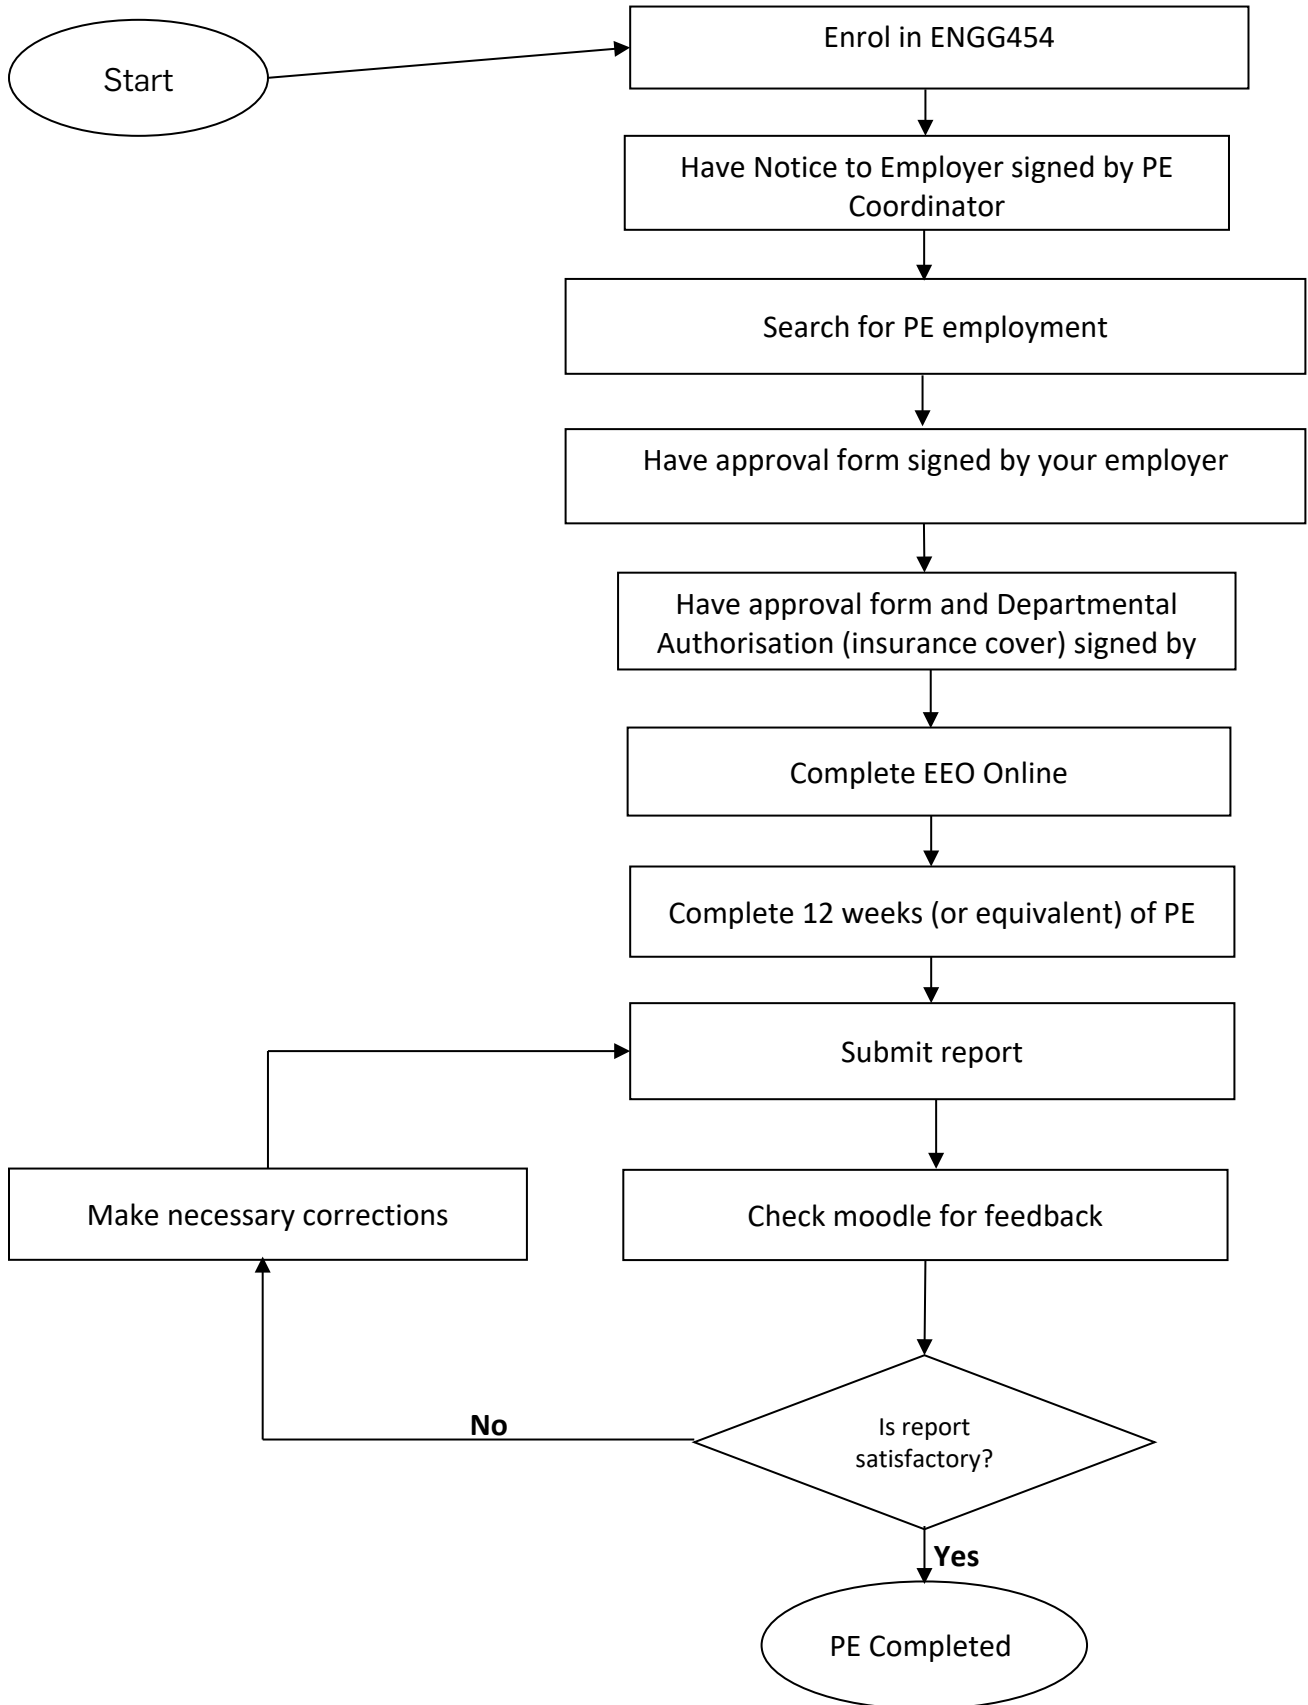 Start
Enrol in ENGG454
Have Notice to Employer signed by PE
Coordinator
Search for PE employment
Have approval form signed by your employer
Have approval form and Departmental
Authorisation (insurance cover) signed by
Complete EEO Online
Complete 12 weeks (or equivalent) of PE
Submit report
Make necessary corrections
Check moodle for feedback
No
Is report
satisfactory?
Yes
PE Completed